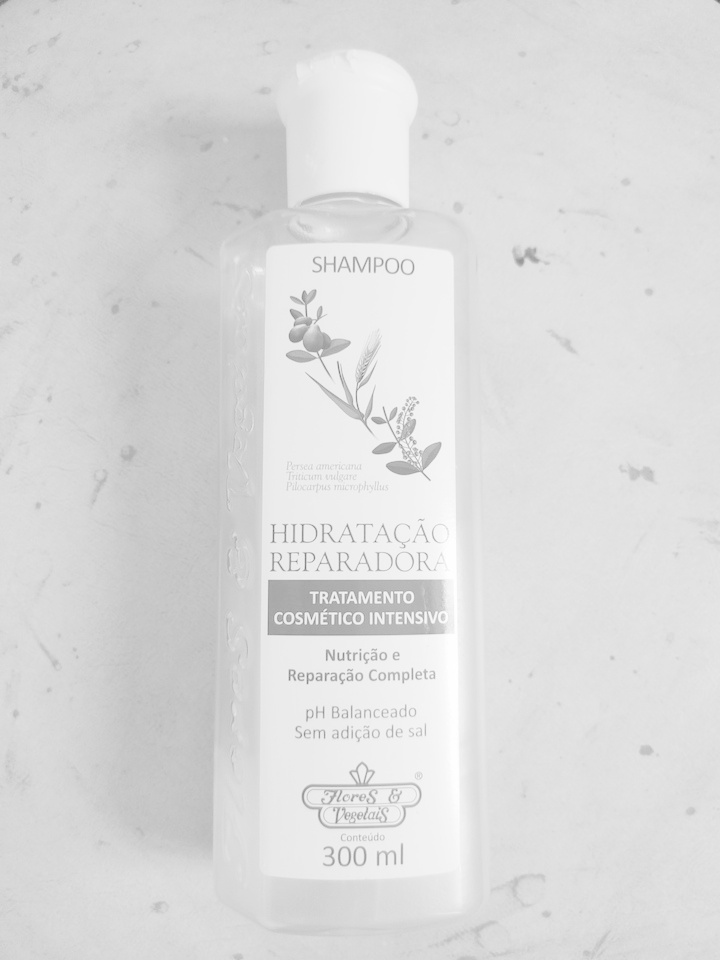 SHAMPOO
Persea americana
Triticum vulgare
Pilocarpus microphyllus
HIDRATAÇÃO
REPARADORA
TRATAMENTO
COSMÉTICO INTENSIVO
Nutrição e
Reparação Completa
pH Balanceado
Sem adição de sal
Flores &
Vegetais
®
Conteúdo
300 ml